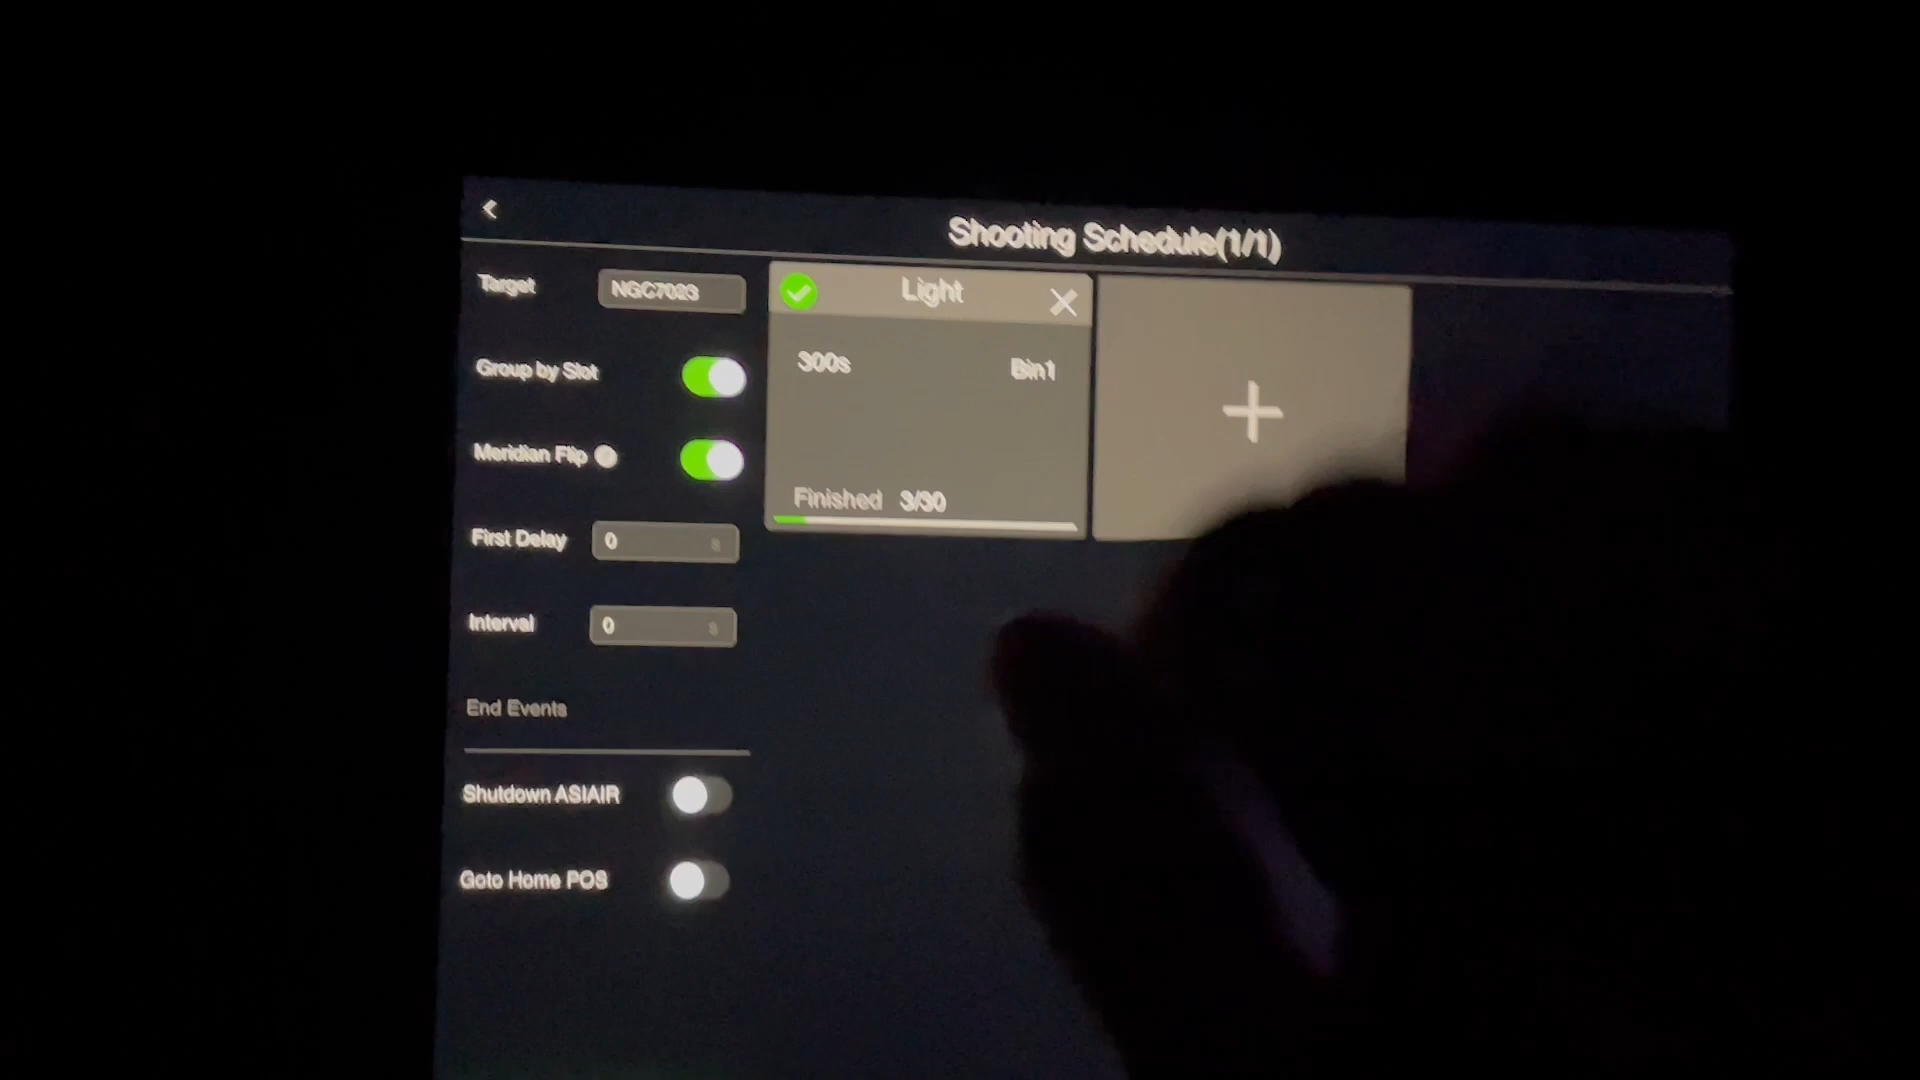 Shooting Schedule(1/1)
Target NGC7023
Group by Slot
Meridian Flip
First Delay 0 s
Interval 0 s
End Events
Shutdown ASIAIR
Goto Home POS
Light
300s Bin1
Finished 3/30